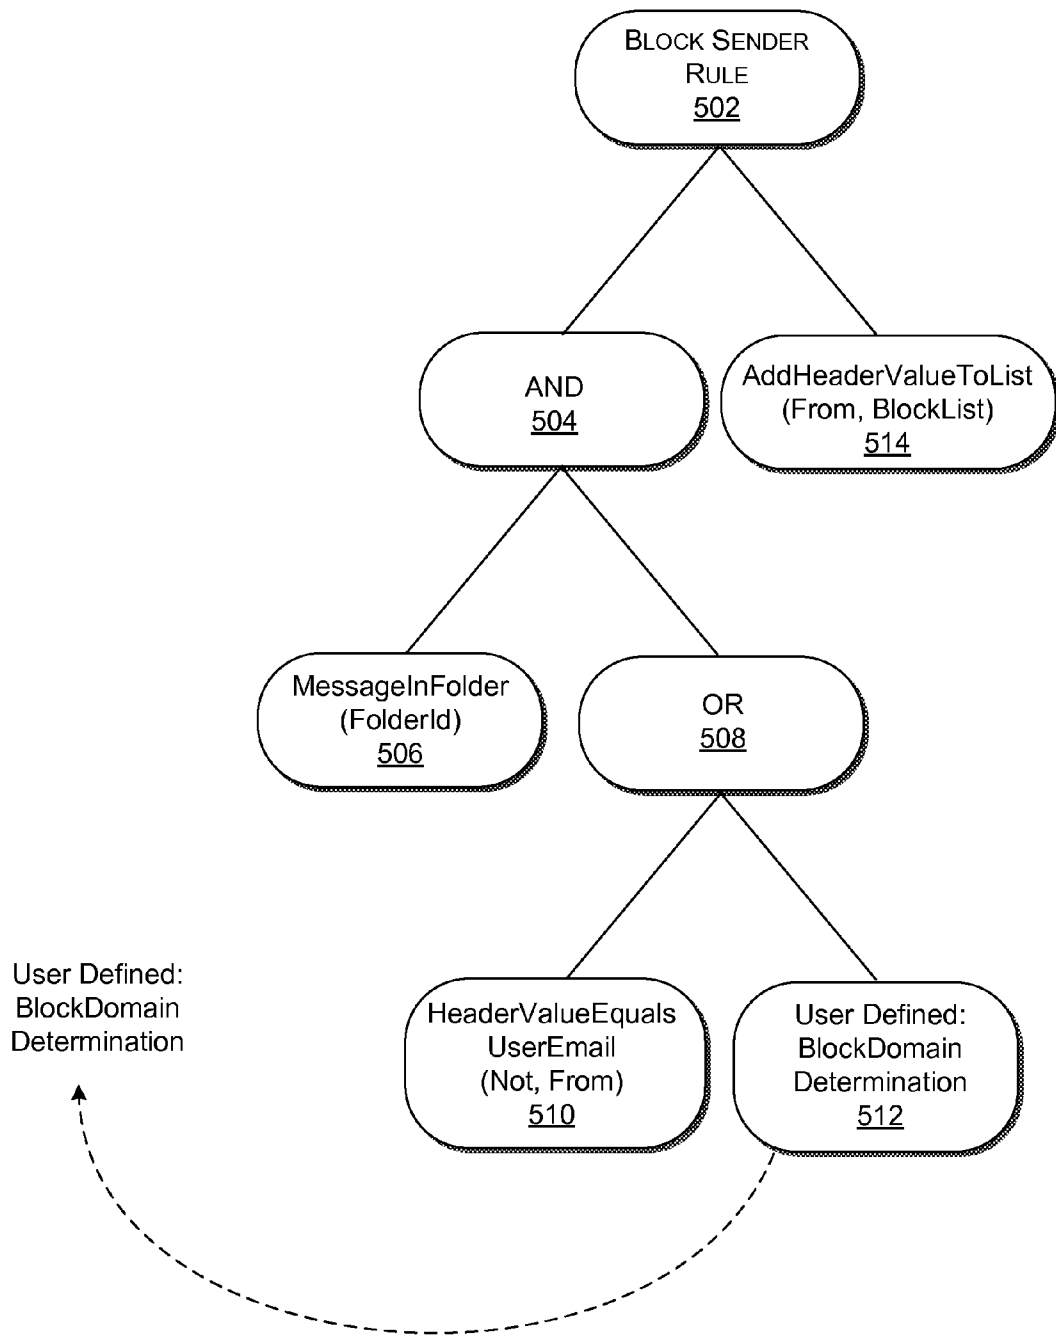 BLOCK SENDER
RULE
502
AND
504
AddHeaderValueToList
(From, BlockList)
514
MessageInFolder
(FolderId)
506
OR
508
User Defined:
BlockDomain
Determination
HeaderValueEquals
UserEmail
(Not, From)
510
User Defined:
BlockDomain
Determination
512